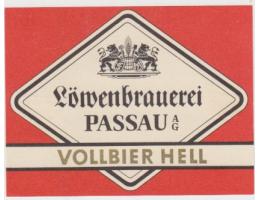 Löwenbrauerei
PASSAU AG
VOLLBIER HELL